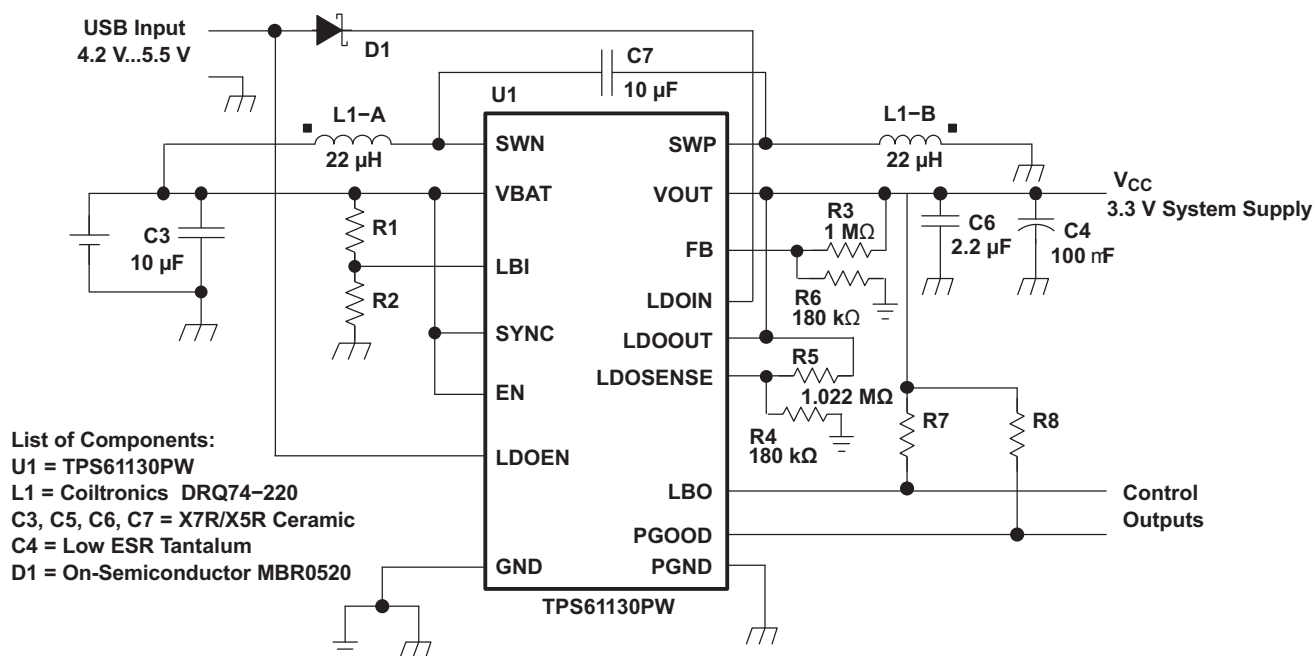 USB Input
4.2 V...5.5 V
D1
C7
10 µF
U1
L1−A
22 µH
L1−B
22 µH
SWN
SWP
VBAT
VOUT
VCC
3.3 V System Supply
C3
10 µF
R1
R3
1 MΩ
C6
2.2 µF
C4
100 mF
FB
LBI
R2
LDOIN
R6
180 kΩ
SYNC
LDOOUT
R5
1.022 MΩ
LDOSENSE
EN
R4
180 kΩ
R7
R8
List of Components:
U1 = TPS61130PW
L1 = Coiltronics DRQ74−220
C3, C5, C6, C7 = X7R/X5R Ceramic
C4 = Low ESR Tantalum
D1 = On-Semiconductor MBR0520
LDOEN
LBO
Control
Outputs
PGOOD
GND
PGND
TPS61130PW